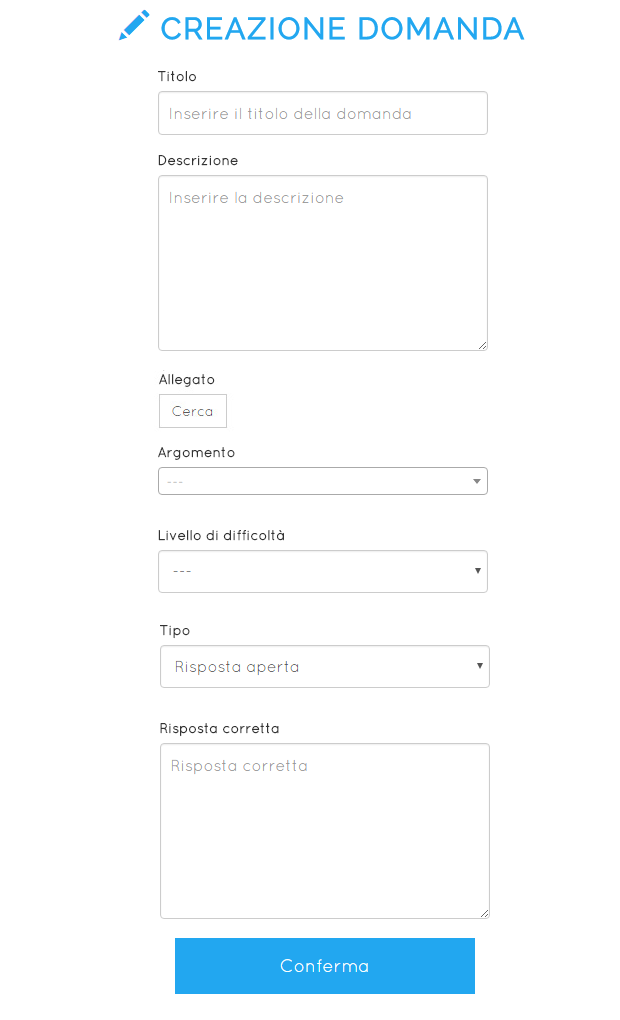 CREAZIONE DOMANDA
Titolo
Inserire il titolo della domanda
Descrizione
Inserire la descrizione
Allegato
Cerca
Argomento
---
Livello di difficoltà
---
Tipo
Risposta aperta
Risposta corretta
Risposta corretta
Conferma